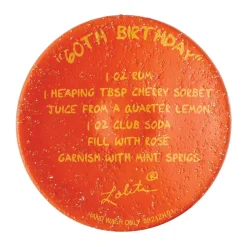 "60TH BIRTHDAY"
1 OZ RUM
1 HEAPING TBSP CHERRY SORBET
JUICE FROM A QUARTER LEMON
1 OZ CLUB SODA
FILL WITH ROSÉ
GARNISH WITH MINT SPRIGS
Lolita®
HAND WASH ONLY